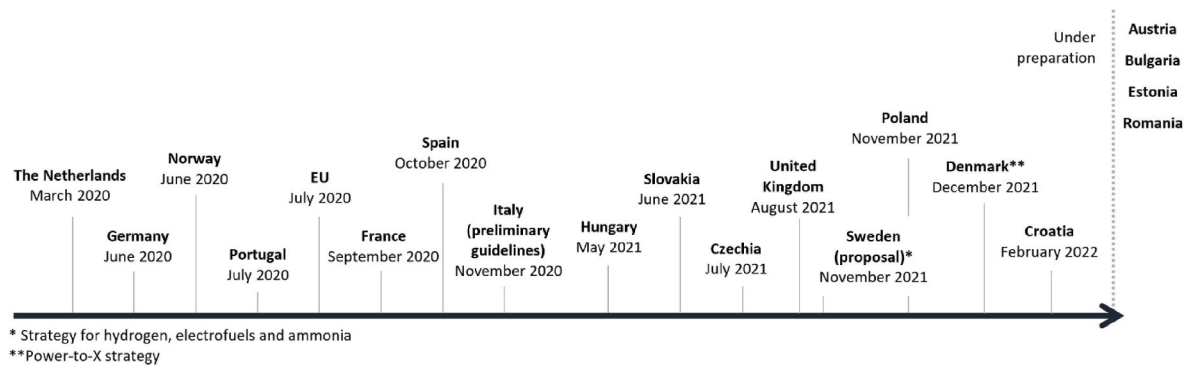 Under
preparation
Austria
Bulgaria
Estonia
Romania
The Netherlands
March 2020
Germany
June 2020
Norway
June 2020
Portugal
July 2020
EU
July 2020
France
September 2020
Spain
October 2020
Italy
(preliminary
guidelines)
November 2020
Hungary
May 2021
Slovakia
June 2021
Czechia
July 2021
United
Kingdom
August 2021
Sweden
(proposal)*
November 2021
Poland
November 2021
Denmark**
December 2021
Croatia
February 2022
* Strategy for hydrogen, electrofuels and ammonia
**Power-to-X strategy